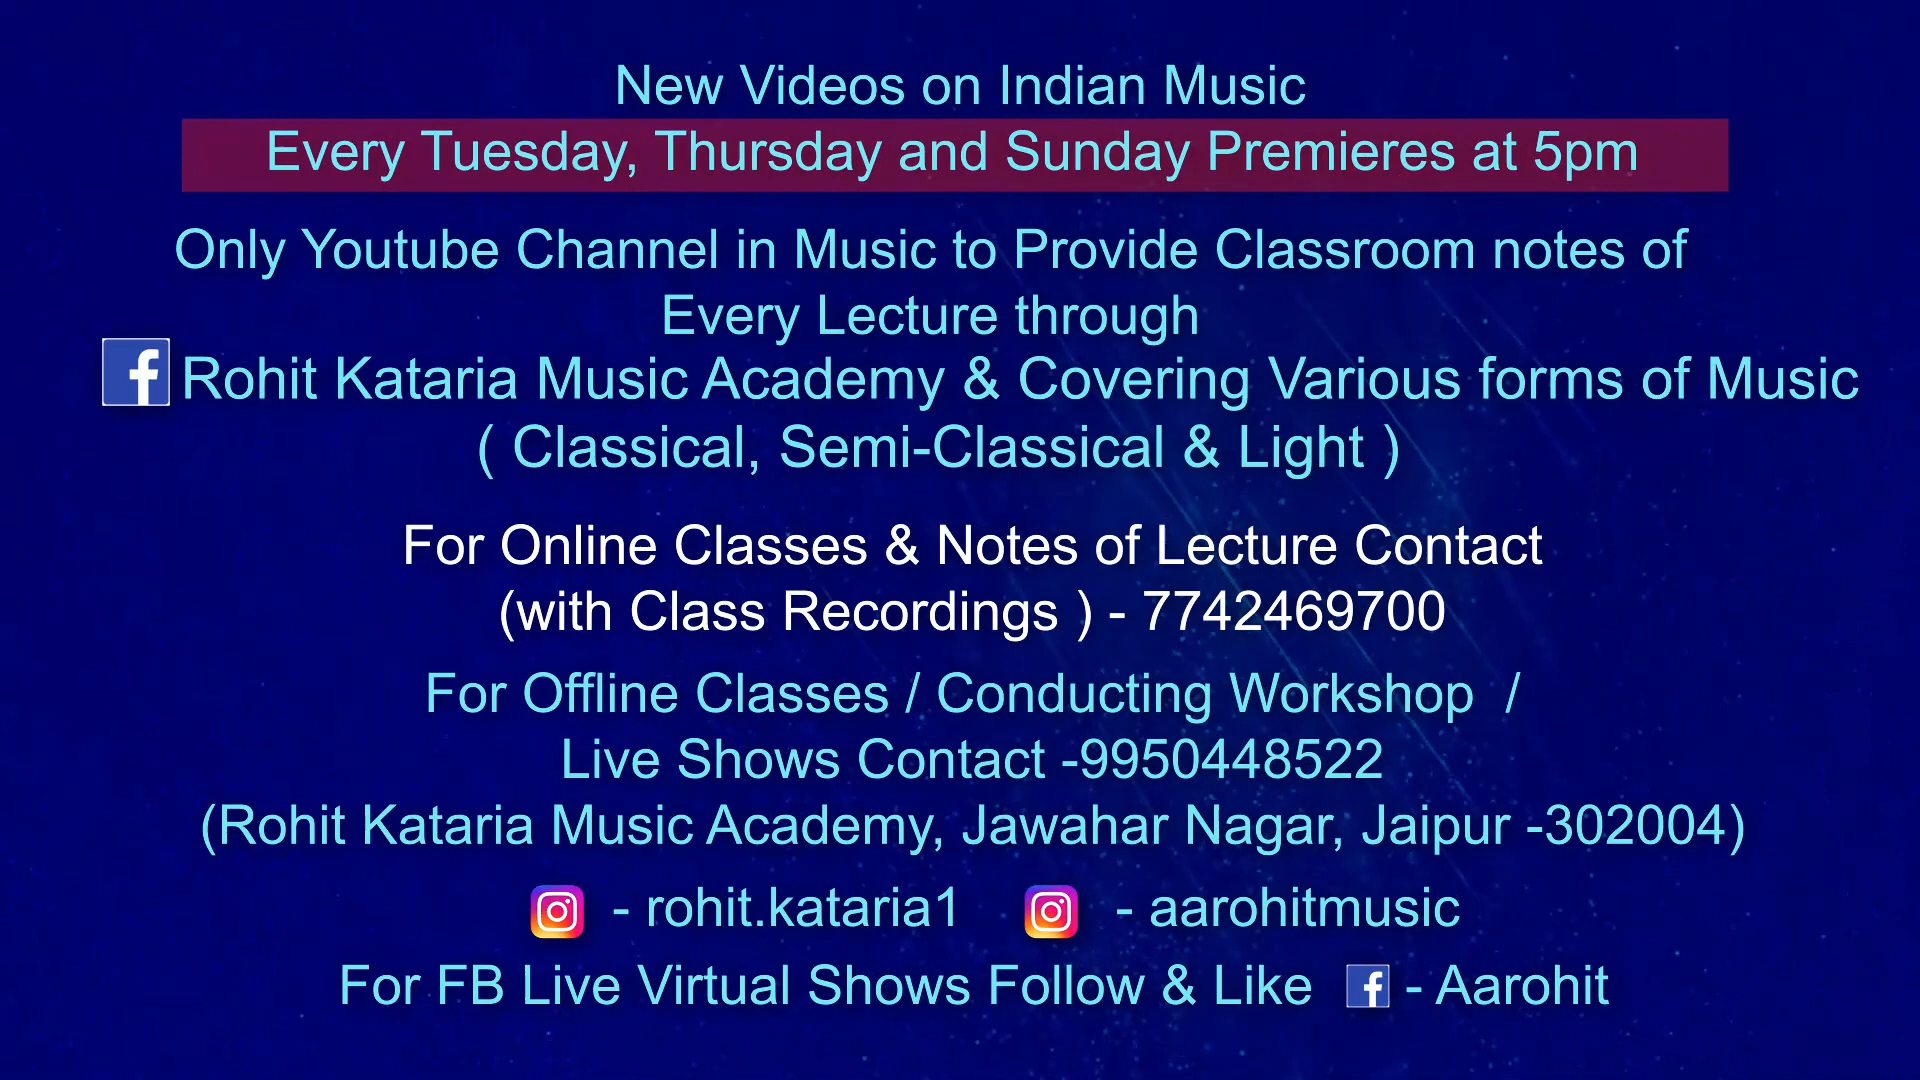 New Videos on Indian Music
Every Tuesday, Thursday and Sunday Premieres at 5pm
Only Youtube Channel in Music to Provide Classroom notes of
Every Lecture through
Rohit Kataria Music Academy & Covering Various forms of Music
( Classical, Semi-Classical & Light )
For Online Classes & Notes of Lecture Contact
(with Class Recordings ) - 7742469700
For Offline Classes / Conducting Workshop /
Live Shows Contact -9950448522
(Rohit Kataria Music Academy, Jawahar Nagar, Jaipur -302004)
- rohit.kataria1 - aarohitmusic
For FB Live Virtual Shows Follow & Like - Aarohit